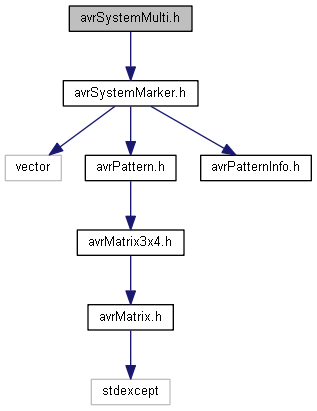 avrSystemMulti.h
avrSystemMarker.h
vector
avrPattern.h
avrPatternInfo.h
avrMatrix3x4.h
avrMatrix.h
stdexcept